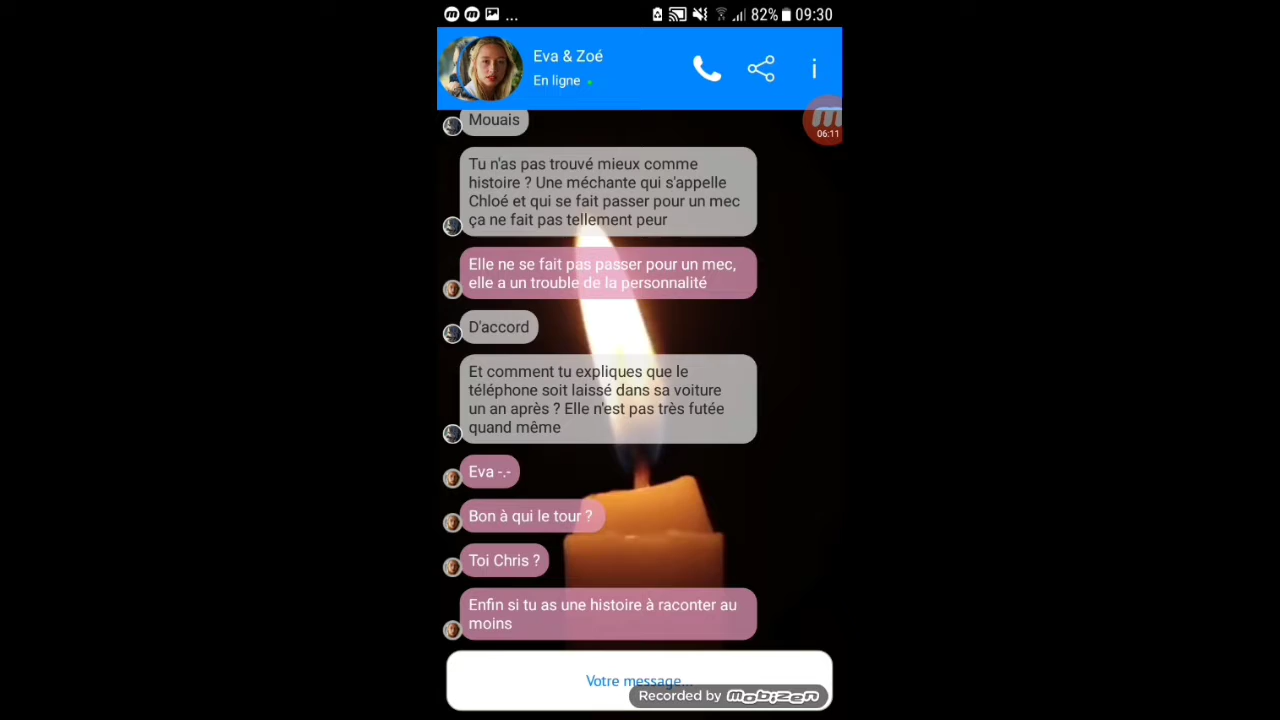 ... 82% 09:30
Eva & Zoé
En ligne
06:11
Mouais
Tu n'as pas trouvé mieux comme
histoire ? Une méchante qui s'appelle
Chloé et qui se fait passer pour un mec
ça ne fait pas tellement peur
Elle ne se fait pas passer pour un mec,
elle a un trouble de la personnalité
D'accord
Et comment tu expliques que le
téléphone soit laissé dans sa voiture
un an après ? Elle n'est pas très futée
quand même
Eva -.-
Bon à qui le tour ?
Toi Chris ?
Enfin si tu as une histoire à raconter au
moins
Votre message...
Recorded by mobizen